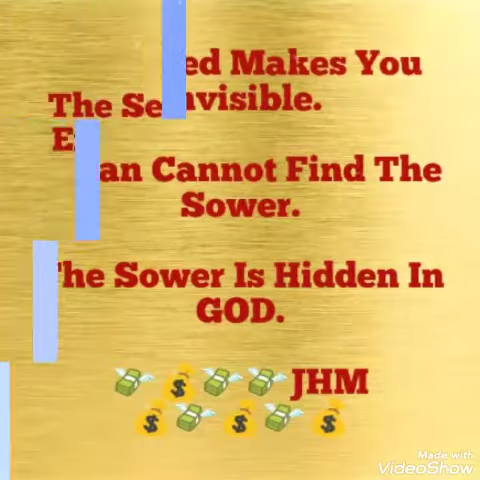 ed Makes You
The Se nvisible.
an Cannot Find The
Sower.
The Sower Is Hidden In
GOD.
JHM
Made with
VideoShow